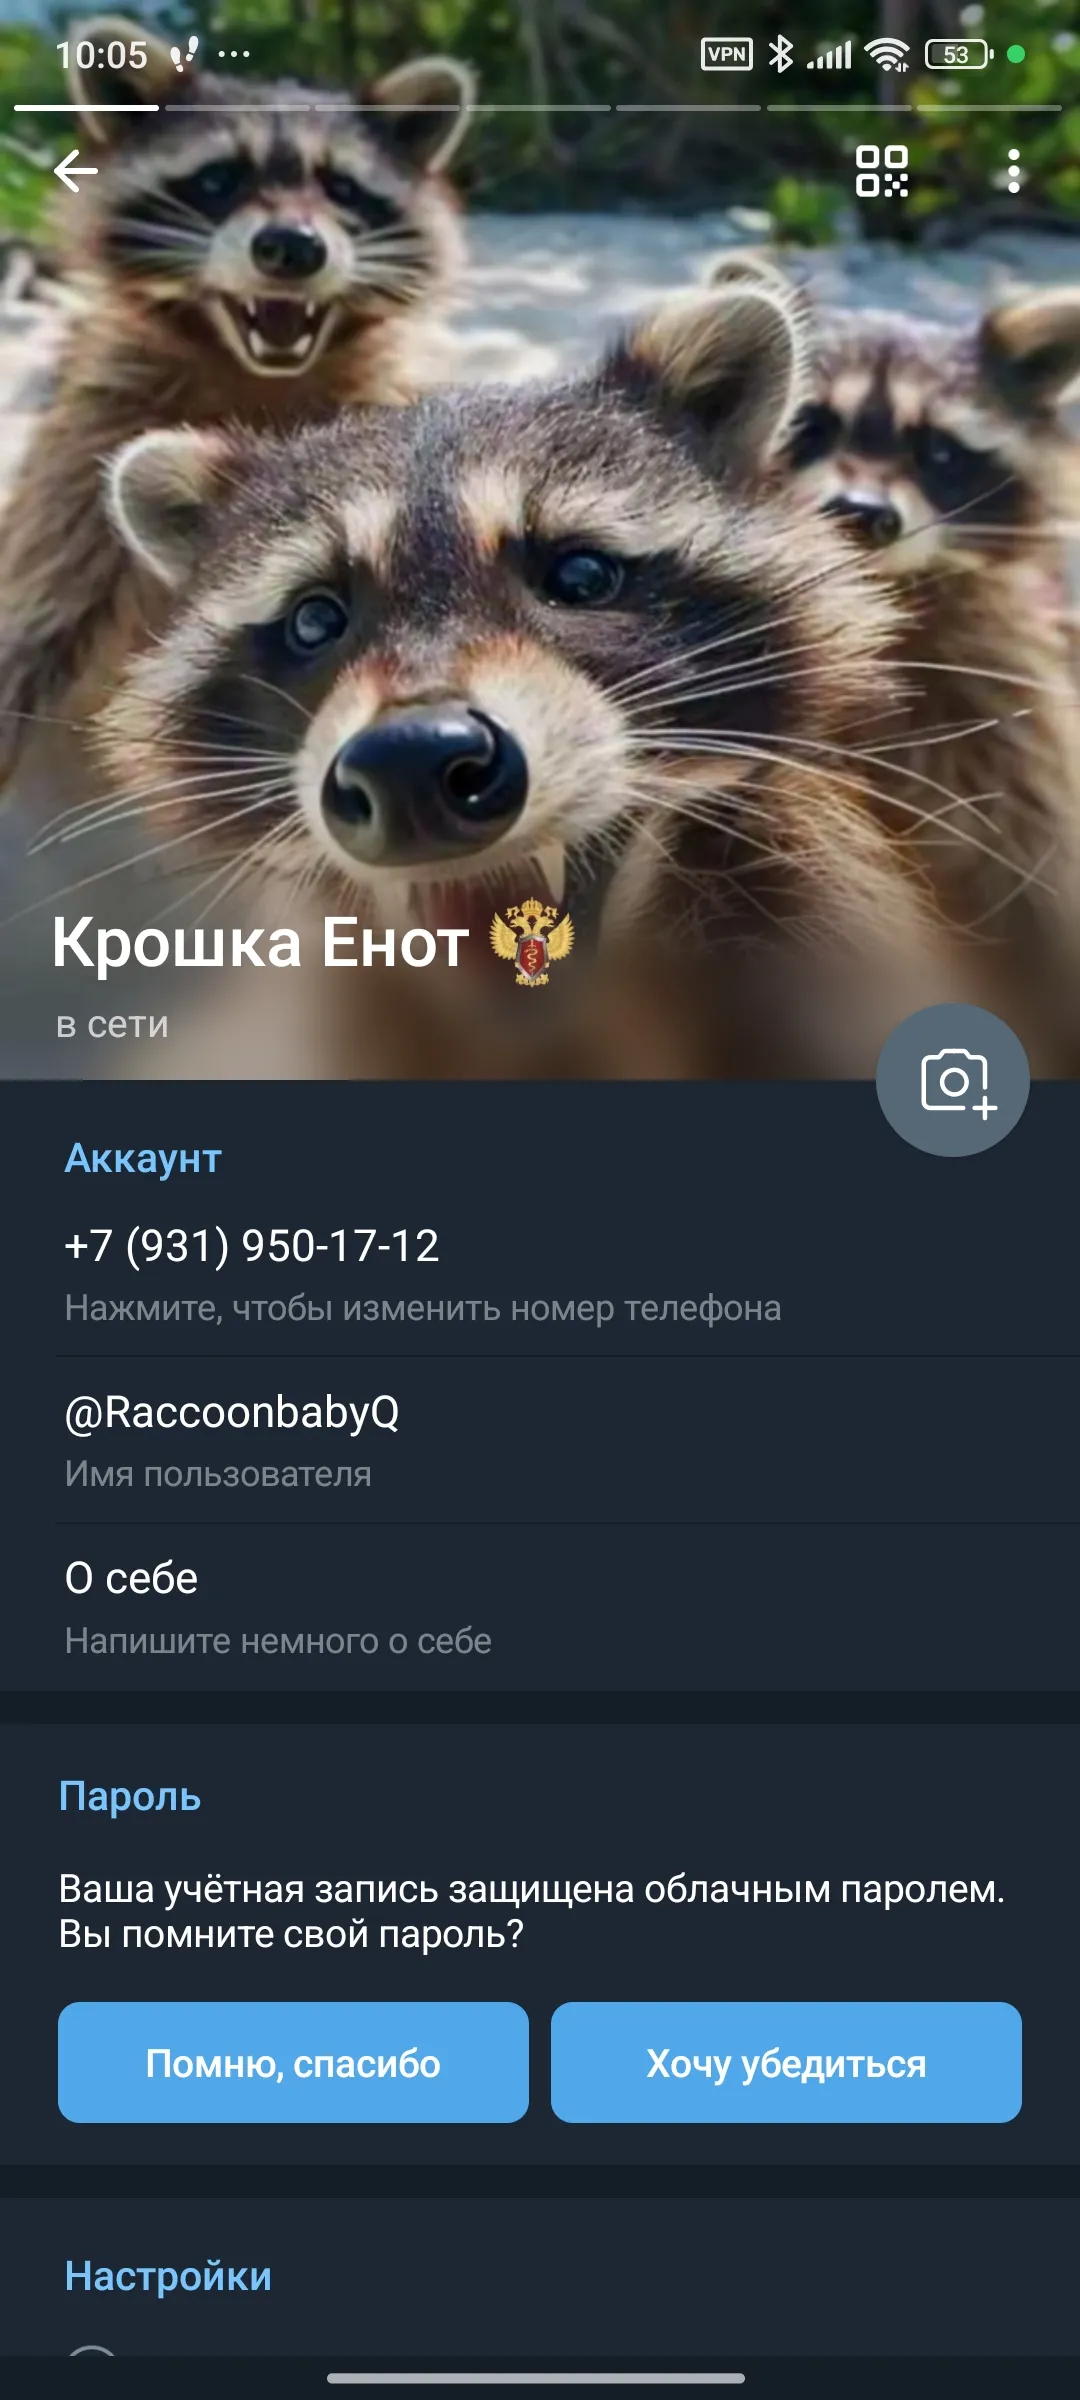 10:05 ... VPN 53
Крошка Енот
в сети
Аккаунт
+7 (931) 950-17-12
Нажмите, чтобы изменить номер телефона
@RaccoonbabyQ
Имя пользователя
О себе
Напишите немного о себе
Пароль
Ваша учётная запись защищена облачным паролем.
Вы помните свой пароль?
Помню, спасибо Хочу убедиться
Настройки